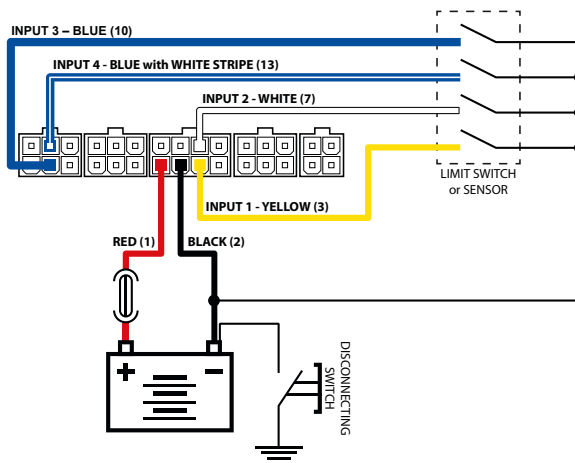 INPUT 3 – BLUE (10)
INPUT 4 - BLUE with WHITE STRIPE (13)
INPUT 2 - WHITE (7)
LIMIT SWITCH
or SENSOR
INPUT 1 - YELLOW (3)
RED (1)
BLACK (2)
DISCONNECTING
SWITCH
+
–